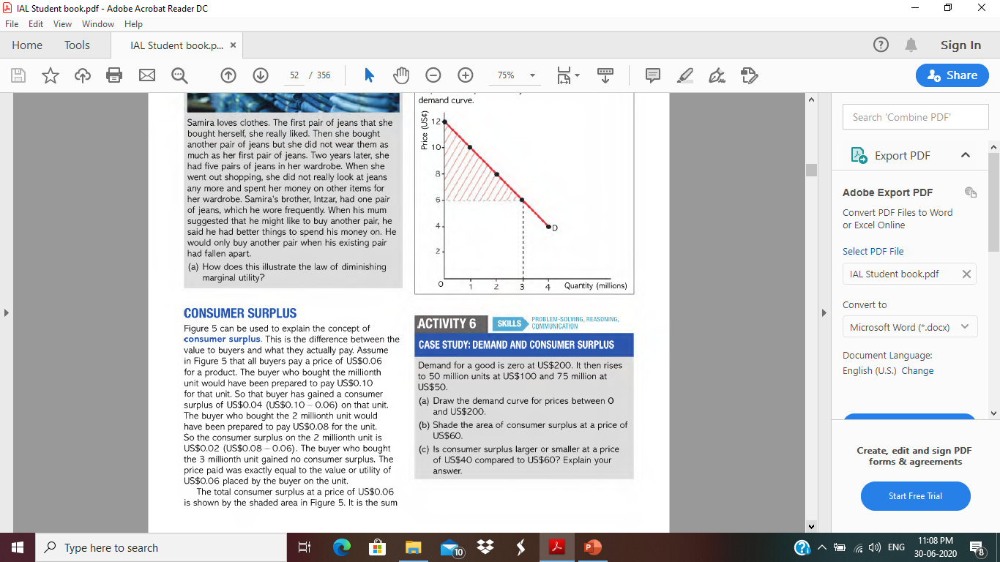 IAL Student book.pdf - Adobe Acrobat Reader DC
File Edit View Window Help
Home Tools IAL Student book.p... ×
Sign In
52 / 356
75%
Share
demand curve.
Price (US¢)
12
10
8
6
4
2
0
1 2 3 4 Quantity (millions)
D
Samira loves clothes. The first pair of jeans that she
bought herself, she really liked. Then she bought
another pair of jeans but she did not wear them as
much as her first pair of jeans. Two years later, she
had five pairs of jeans in her wardrobe. When she
went out shopping, she did not really look at jeans
any more and spent her money on other items for
her wardrobe. Samira's brother, Intzar, had one pair
of jeans, which he wore frequently. When his mum
suggested that he might like to buy another pair, he
said he had better things to spend his money on. He
would only buy another pair when his existing pair
had fallen apart.
(a) How does this illustrate the law of diminishing
marginal utility?
CONSUMER SURPLUS
Figure 5 can be used to explain the concept of
consumer surplus. This is the difference between the
value to buyers and what they actually pay. Assume
in Figure 5 that all buyers pay a price of US$0.06
for a product. The buyer who bought the millionth
unit would have been prepared to pay US$0.10
for that unit. So that buyer has gained a consumer
surplus of US$0.04 (US$0.10 – 0.06) on that unit.
The buyer who bought the 2 millionth unit would
have been prepared to pay US$0.08 for the unit.
So the consumer surplus on the 2 millionth unit is
US$0.02 (US$0.08 – 0.06). The buyer who bought
the 3 millionth unit gained no consumer surplus. The
price paid was exactly equal to the value or utility of
US$0.06 placed by the buyer on the unit.
The total consumer surplus at a price of US$0.06
is shown by the shaded area in Figure 5. It is the sum
ACTIVITY 6
SKILLS
PROBLEM-SOLVING, REASONING,
COMMUNICATION
CASE STUDY: DEMAND AND CONSUMER SURPLUS
Demand for a good is zero at US$200. It then rises
to 50 million units at US$100 and 75 million at
US$50.
(a) Draw the demand curve for prices between 0
and US$200.
(b) Shade the area of consumer surplus at a price of
US$60.
(c) Is consumer surplus larger or smaller at a price
of US$40 compared to US$60? Explain your
answer.
Search 'Combine PDF'
Export PDF
Adobe Export PDF
Convert PDF Files to Word
or Excel Online
Select PDF File
IAL Student book.pdf
Convert to
Microsoft Word (*.docx)
Document Language:
English (U.S.) Change
Create, edit and sign PDF
forms & agreements
Start Free Trial
Type here to search
10
ENG
11:08 PM
30-06-2020
8